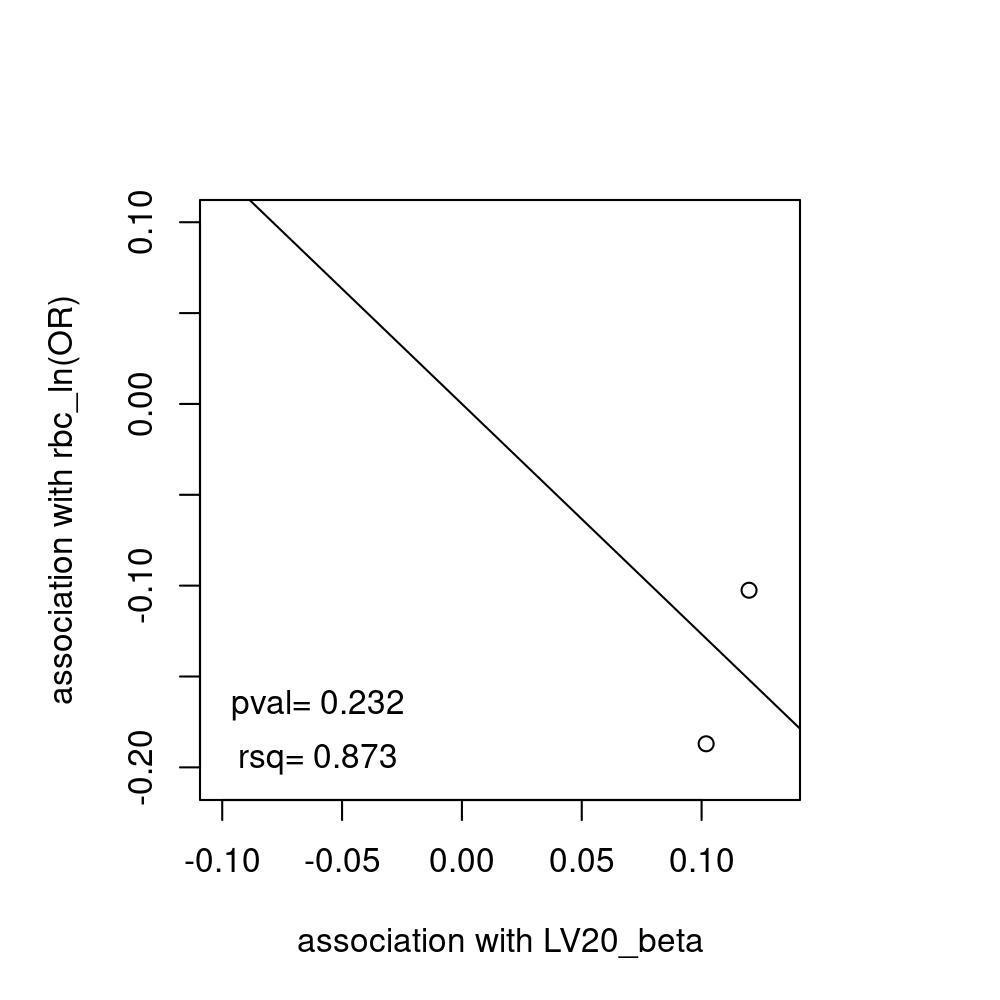 association with rbc_ln(OR)
0.10
0.00
-0.10
-0.20
pval= 0.232
rsq= 0.873
-0.10 -0.05 0.00 0.05 0.10
association with LV20_beta